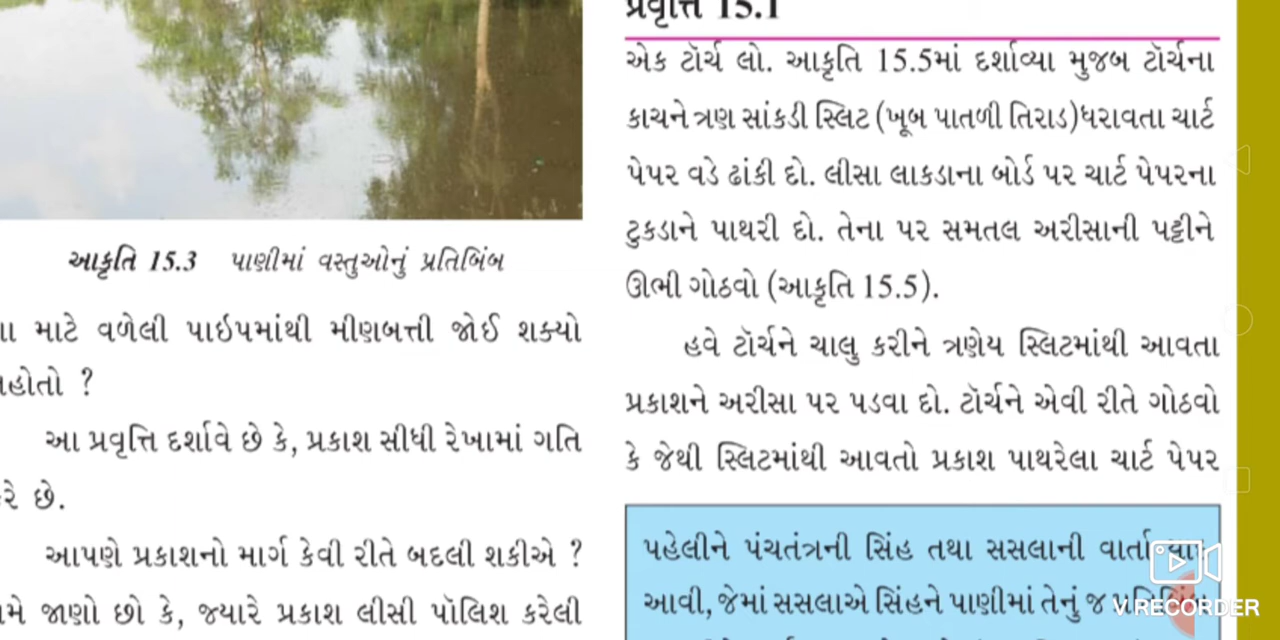 આકૃતિ 15.3 પાણીમાં વસ્તુઓનું પ્રતિબિંબ
માટે વળેલી પાઇપમાંથી મીણબત્તી જોઈ શક્યો
?
આ પ્રવૃત્તિ દર્શાવે છે કે, પ્રકાશ સીધી રેખામાં ગતિ
છે.
આપણે પ્રકાશનો માર્ગ કેવી રીતે બદલી શકીએ ?
જાણો છો કે, જ્યારે પ્રકાશ લીસી પૉલિશ કરેલી
પ્રવૃત્તિ 15.1
એક ટૉર્ચ લો. આકૃતિ 15.5માં દર્શાવ્યા મુજબ ટૉર્ચના
કાચને ત્રણ સાંકડી સ્લિટ (ખૂબ પાતળી તિરાડ)ધરાવતા ચાર્ટ
પેપર વડે ઢાંકી દો. લીસા લાકડાના બોર્ડ પર ચાર્ટ પેપરના
ટુકડાને પાથરી દો. તેના પર સમતલ અરીસાની પટ્ટીને
ઊભી ગોઠવો (આકૃતિ 15.5).
હવે ટૉર્ચને ચાલુ કરીને ત્રણેય સ્લિટમાંથી આવતા
પ્રકાશને અરીસા પર પડવા દો. ટૉર્ચને એવી રીતે ગોઠવો
કે જેથી સ્લિટમાંથી આવતો પ્રકાશ પાથરેલા ચાર્ટ પેપર
પહેલીને પંચતંત્રની સિંહ તથા સસલાની વાર્તા
આવી, જેમાં સસલાએ સિંહને પાણીમાં તેનું જ
V RECORDER